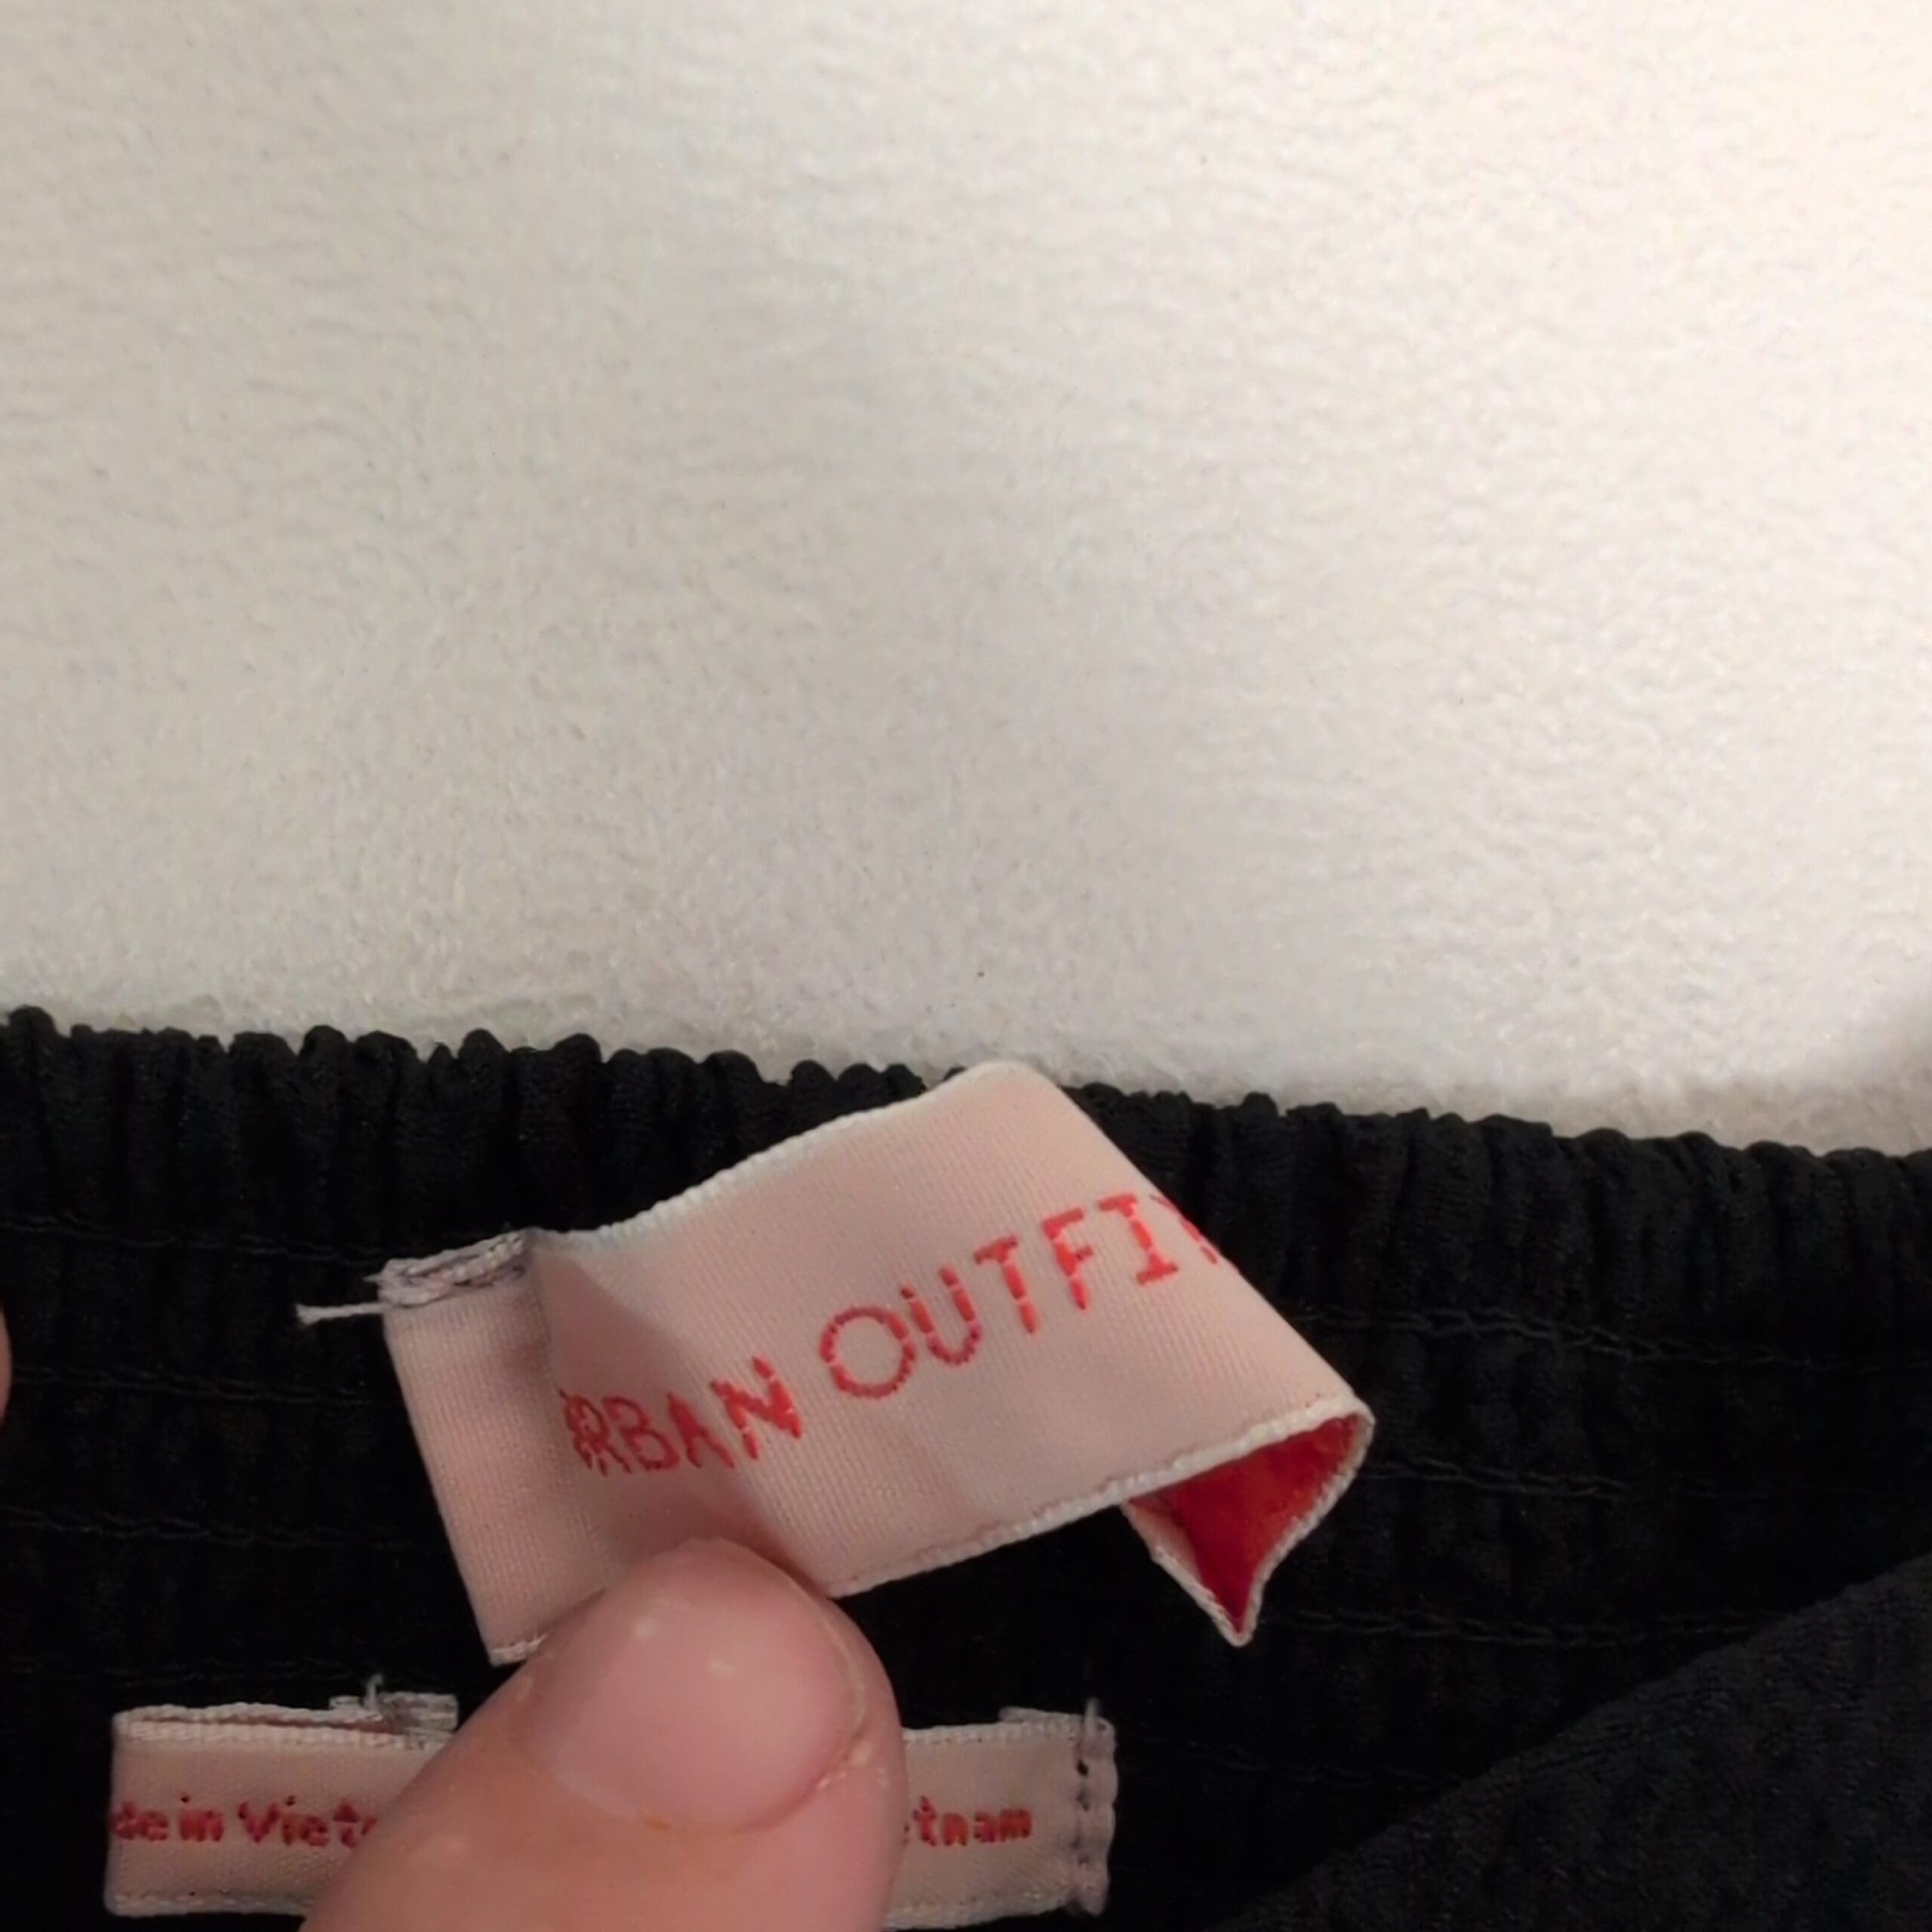 RBAN OUTFIT
de in Viet tnam